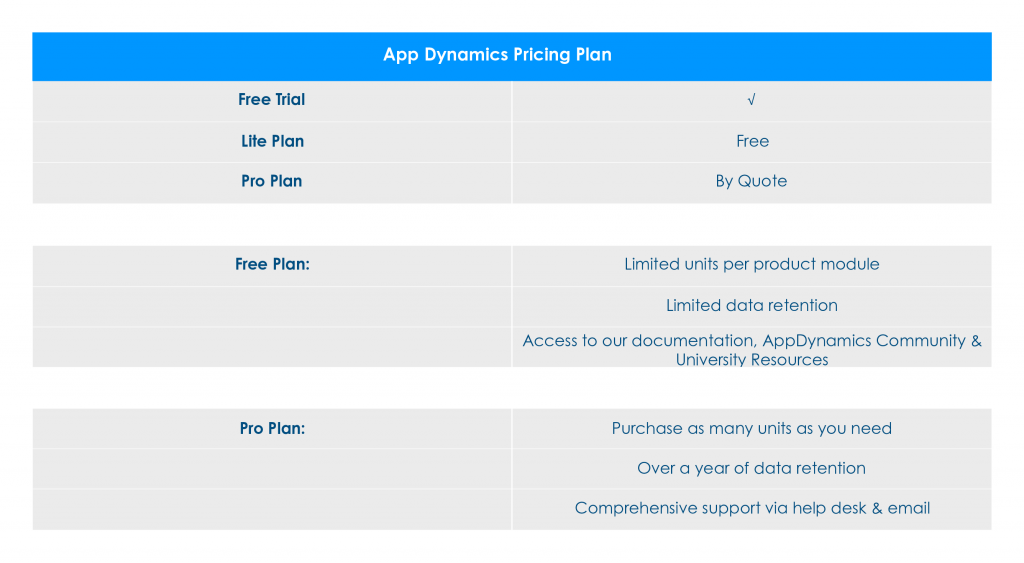 App Dynamics Pricing Plan
Free Trial √
Lite Plan Free
Pro Plan By Quote
Free Plan: Limited units per product module
Limited data retention
Access to our documentation, AppDynamics Community &
University Resources
Pro Plan: Purchase as many units as you need
Over a year of data retention
Comprehensive support via help desk & email